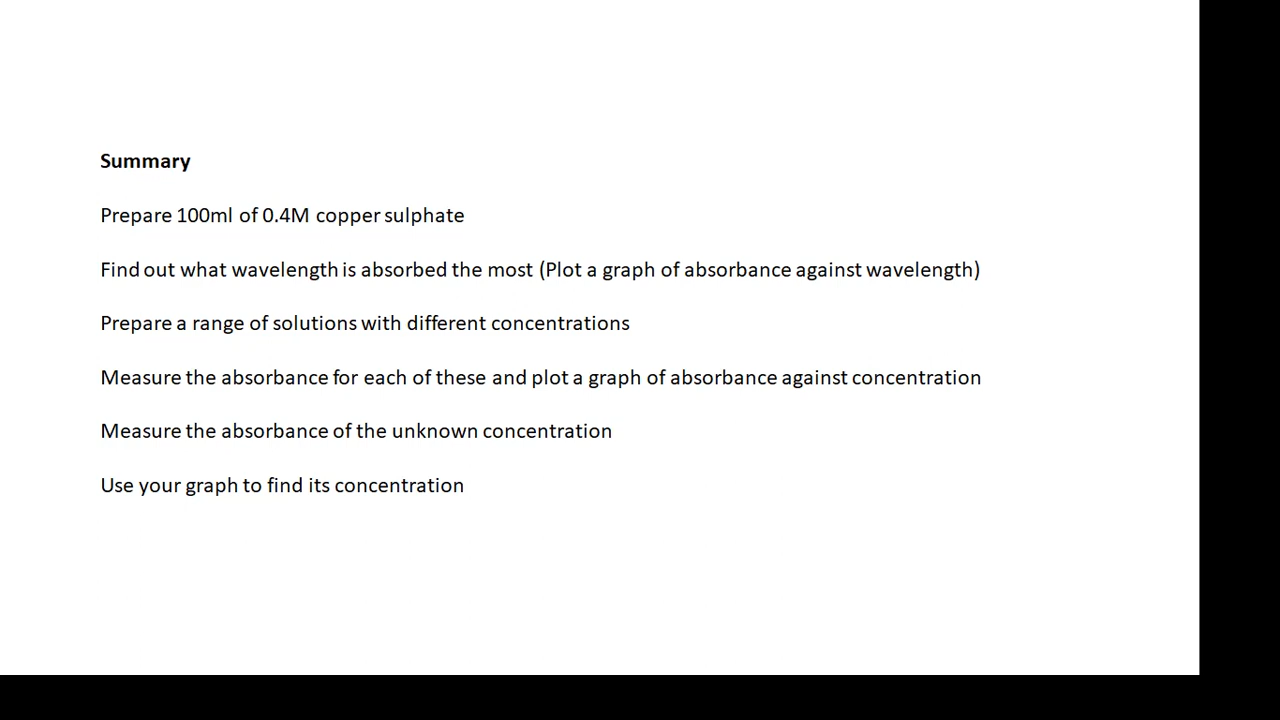 Summary
Prepare 100ml of 0.4M copper sulphate
Find out what wavelength is absorbed the most (Plot a graph of absorbance against wavelength)
Prepare a range of solutions with different concentrations
Measure the absorbance for each of these and plot a graph of absorbance against concentration
Measure the absorbance of the unknown concentration
Use your graph to find its concentration